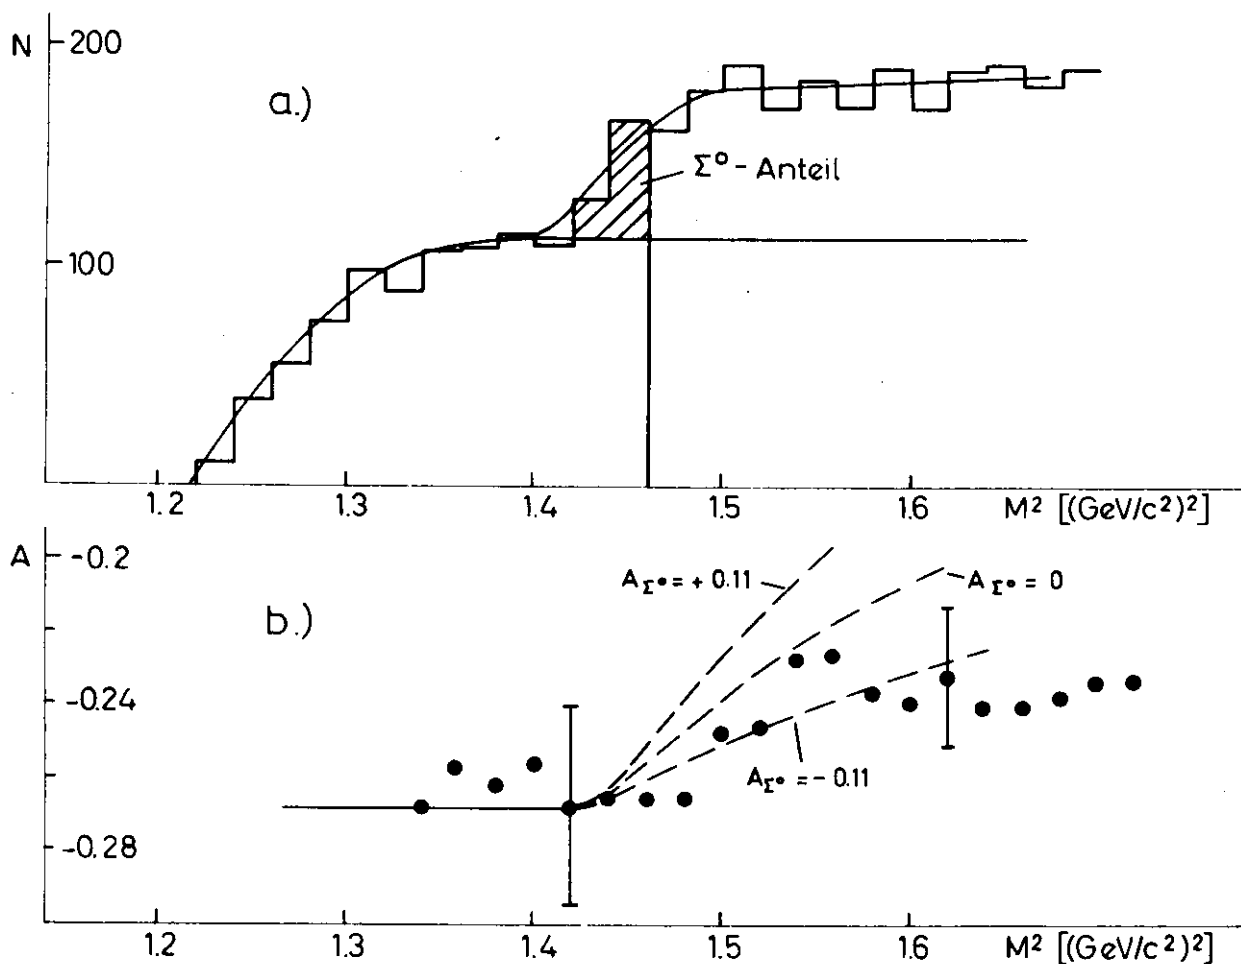 N
200
a.)
Σ° - Anteil
100
1.2 1.3 1.4 1.5 1.6 M² [(GeV/c²)²]
A
-0.2
A_Σ° = + 0.11
A_Σ° = 0
b.)
-0.24
A_Σ° = - 0.11
-0.28
1.2 1.3 1.4 1.5 1.6 M² [(GeV/c²)²]